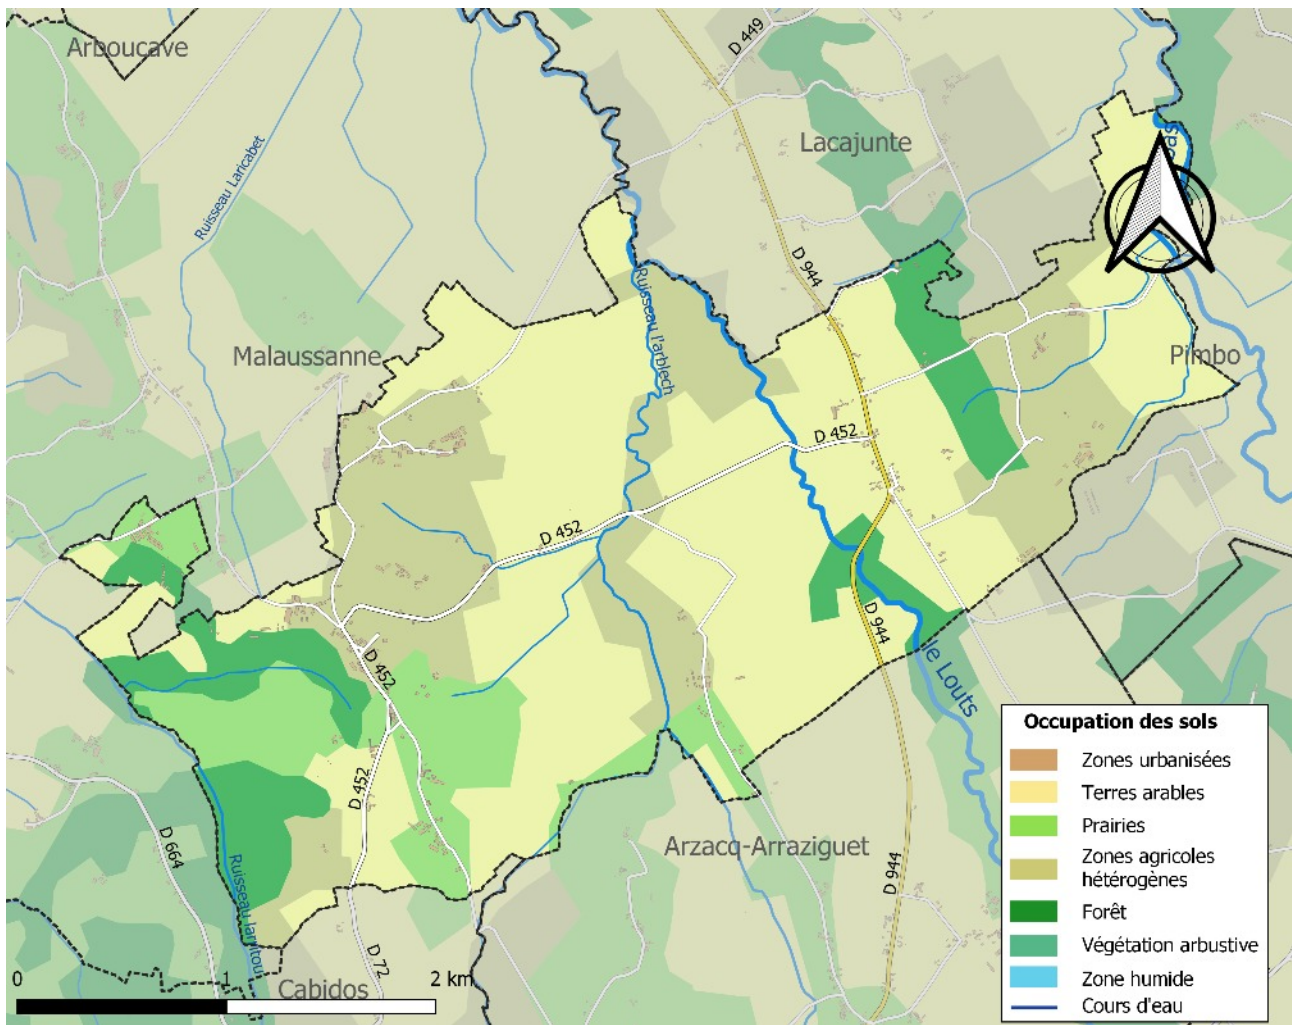 Arboucave
D 449
Ruisseau Laricabet
Lacajunte
bas
D 944
Ruisseau l'arblech
Malaussanne
Pimbo
D 452
D 452
D 944
D 452
le Louts
D 452
Arzacq-Arraziguet
D 664
D 944
Ruisseau larritou
D 72
Cabidos
0
1
2 km
Occupation des sols
Zones urbanisées
Terres arables
Prairies
Zones agricoles
hétérogènes
Forêt
Végétation arbustive
Zone humide
Cours d'eau